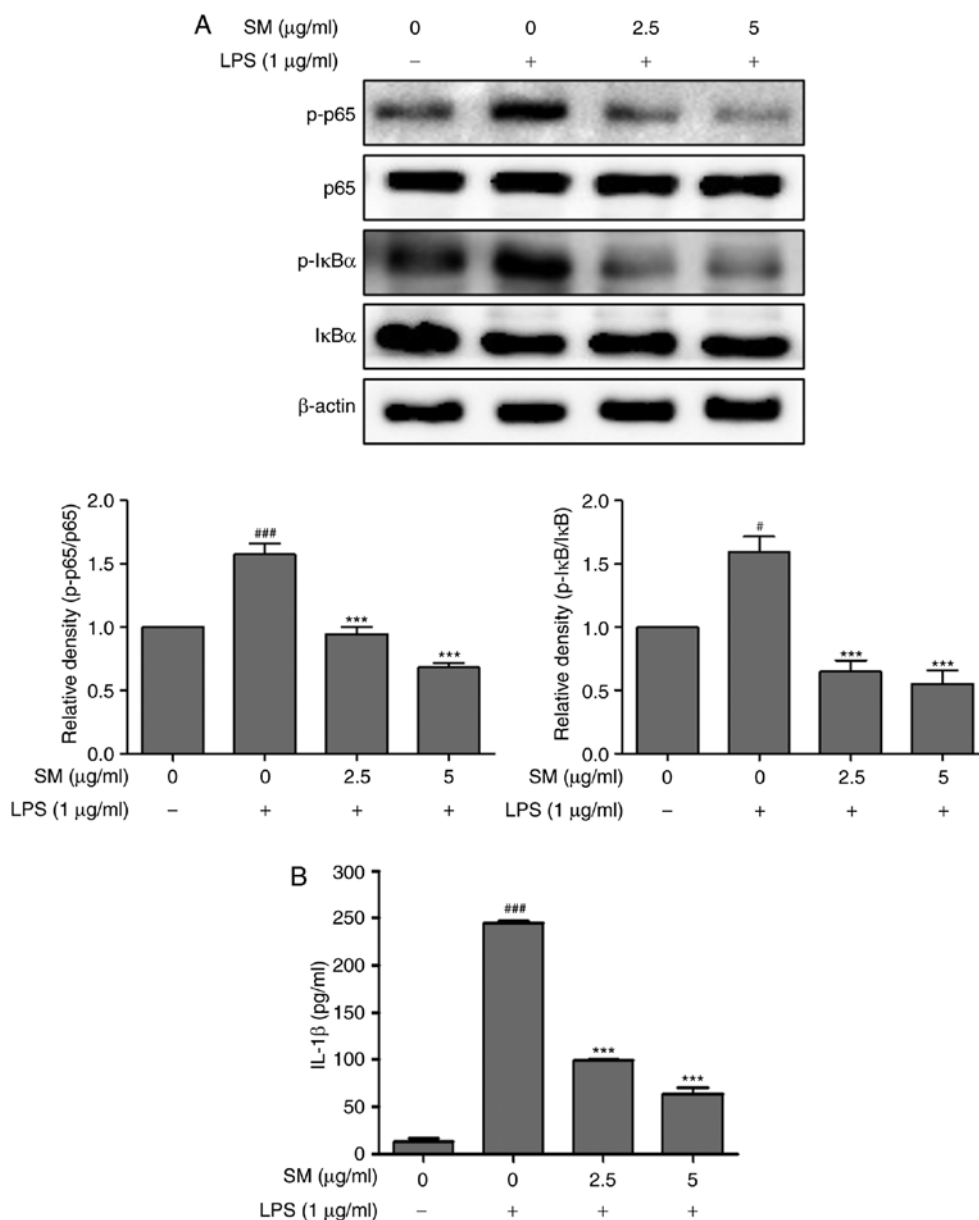 A
SM (μg/ml) 0 0 2.5 5
LPS (1 μg/ml) – + + +
p-p65
p65
p-IκBα
IκBα
β-actin
Relative density (p-p65/p65)
2.0
1.5
1.0
0.5
0.0
###
***
***
SM (μg/ml) 0 0 2.5 5
LPS (1 μg/ml) – + + +
Relative density (p-IκB/IκB)
2.0
1.5
1.0
0.5
0.0
#
***
***
SM (μg/ml) 0 0 2.5 5
LPS (1 μg/ml) – + + +
B
IL-1β (pg/ml)
300
250
200
150
100
50
0
###
***
***
SM (μg/ml) 0 0 2.5 5
LPS (1 μg/ml) – + + +